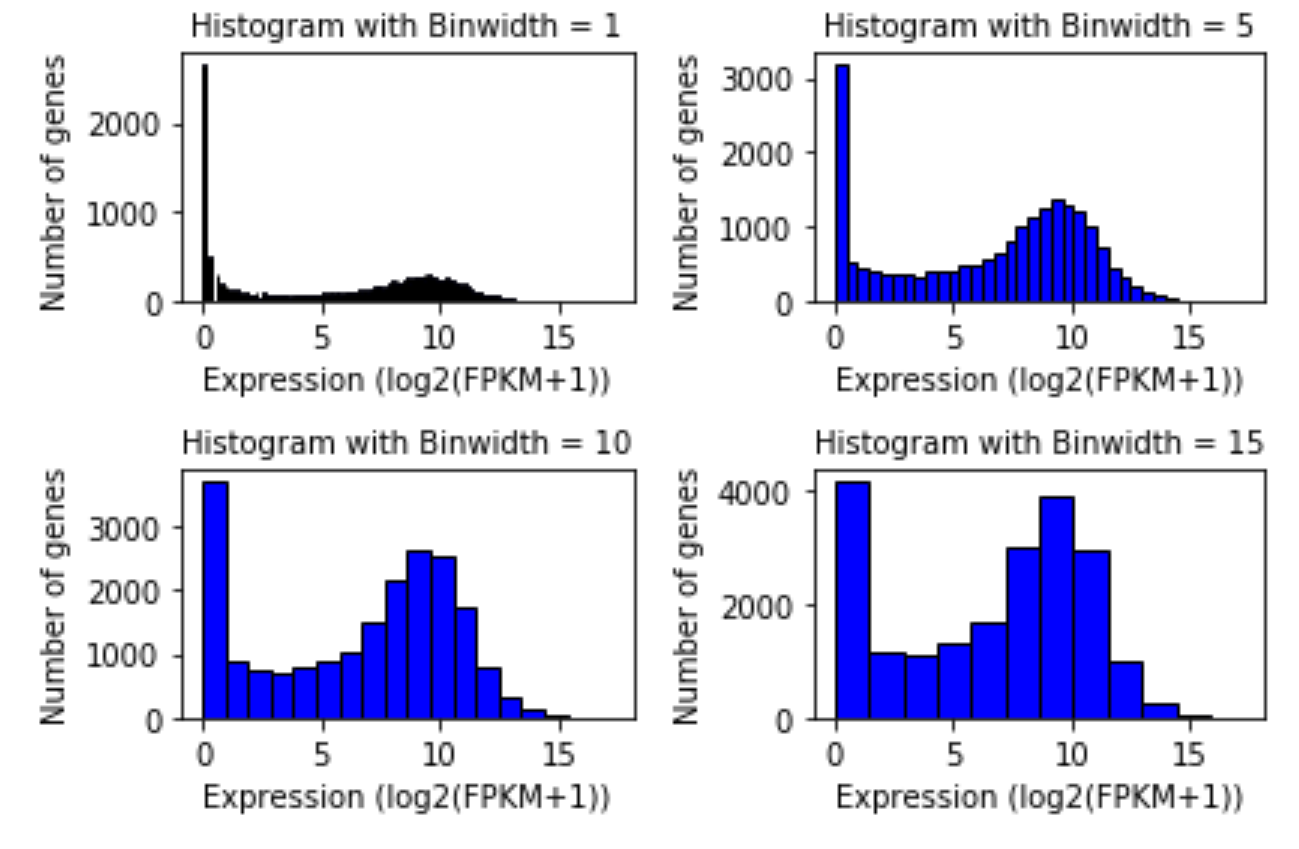 Histogram with Binwidth = 1
Number of genes
2000
1000
0
0 5 10 15
Expression (log2(FPKM+1))
Histogram with Binwidth = 5
Number of genes
3000
2000
1000
0
0 5 10 15
Expression (log2(FPKM+1))
Histogram with Binwidth = 10
Number of genes
3000
2000
1000
0
0 5 10 15
Expression (log2(FPKM+1))
Histogram with Binwidth = 15
Number of genes
4000
2000
0
0 5 10 15
Expression (log2(FPKM+1))